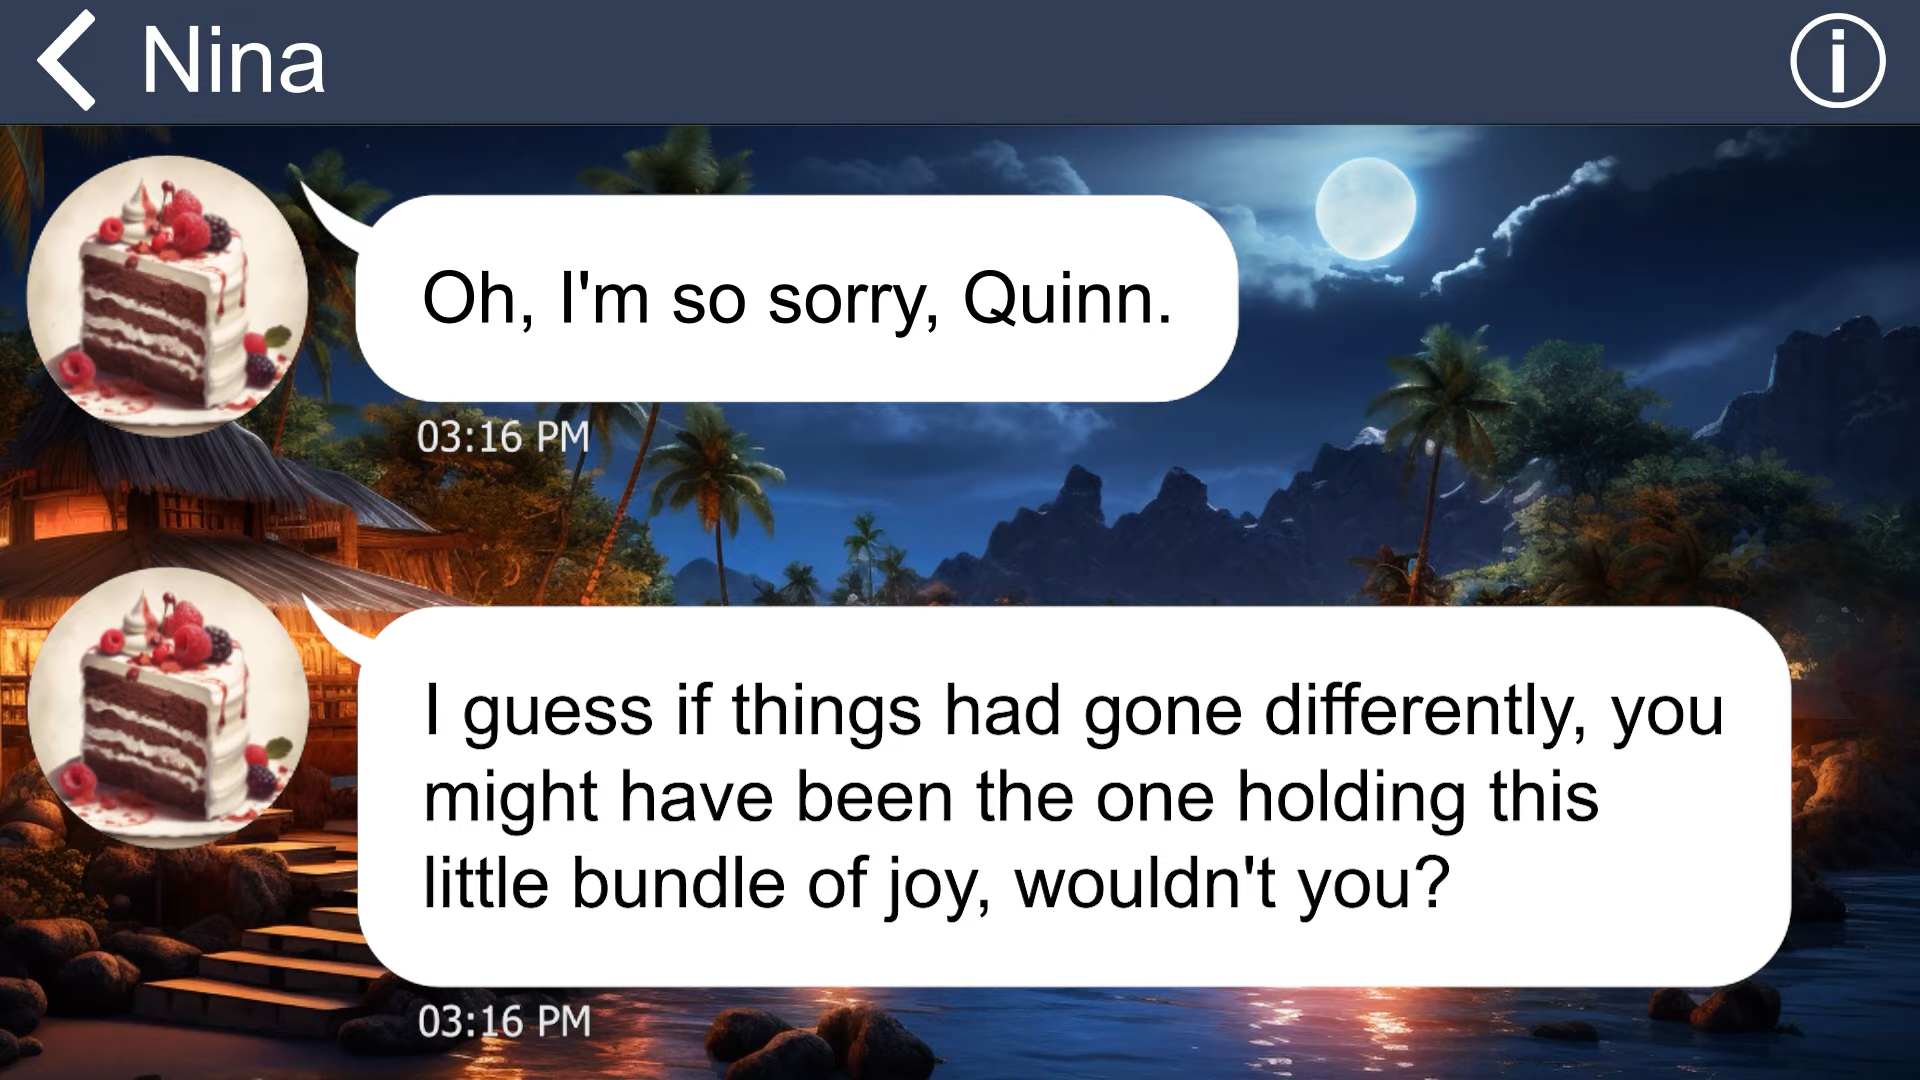 Nina
Oh, I'm so sorry, Quinn.
03:16 PM
I guess if things had gone differently, you
might have been the one holding this
little bundle of joy, wouldn't you?
03:16 PM